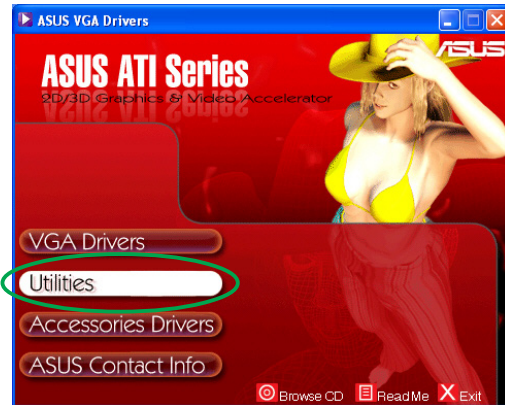 ASUS VGA Drivers
ASUS
ASUS ATI Series
2D/3D Graphics & Video Accelerator
VGA Drivers
Utilities
Accessories Drivers
ASUS Contact Info
Browse CD ReadMe X Exit